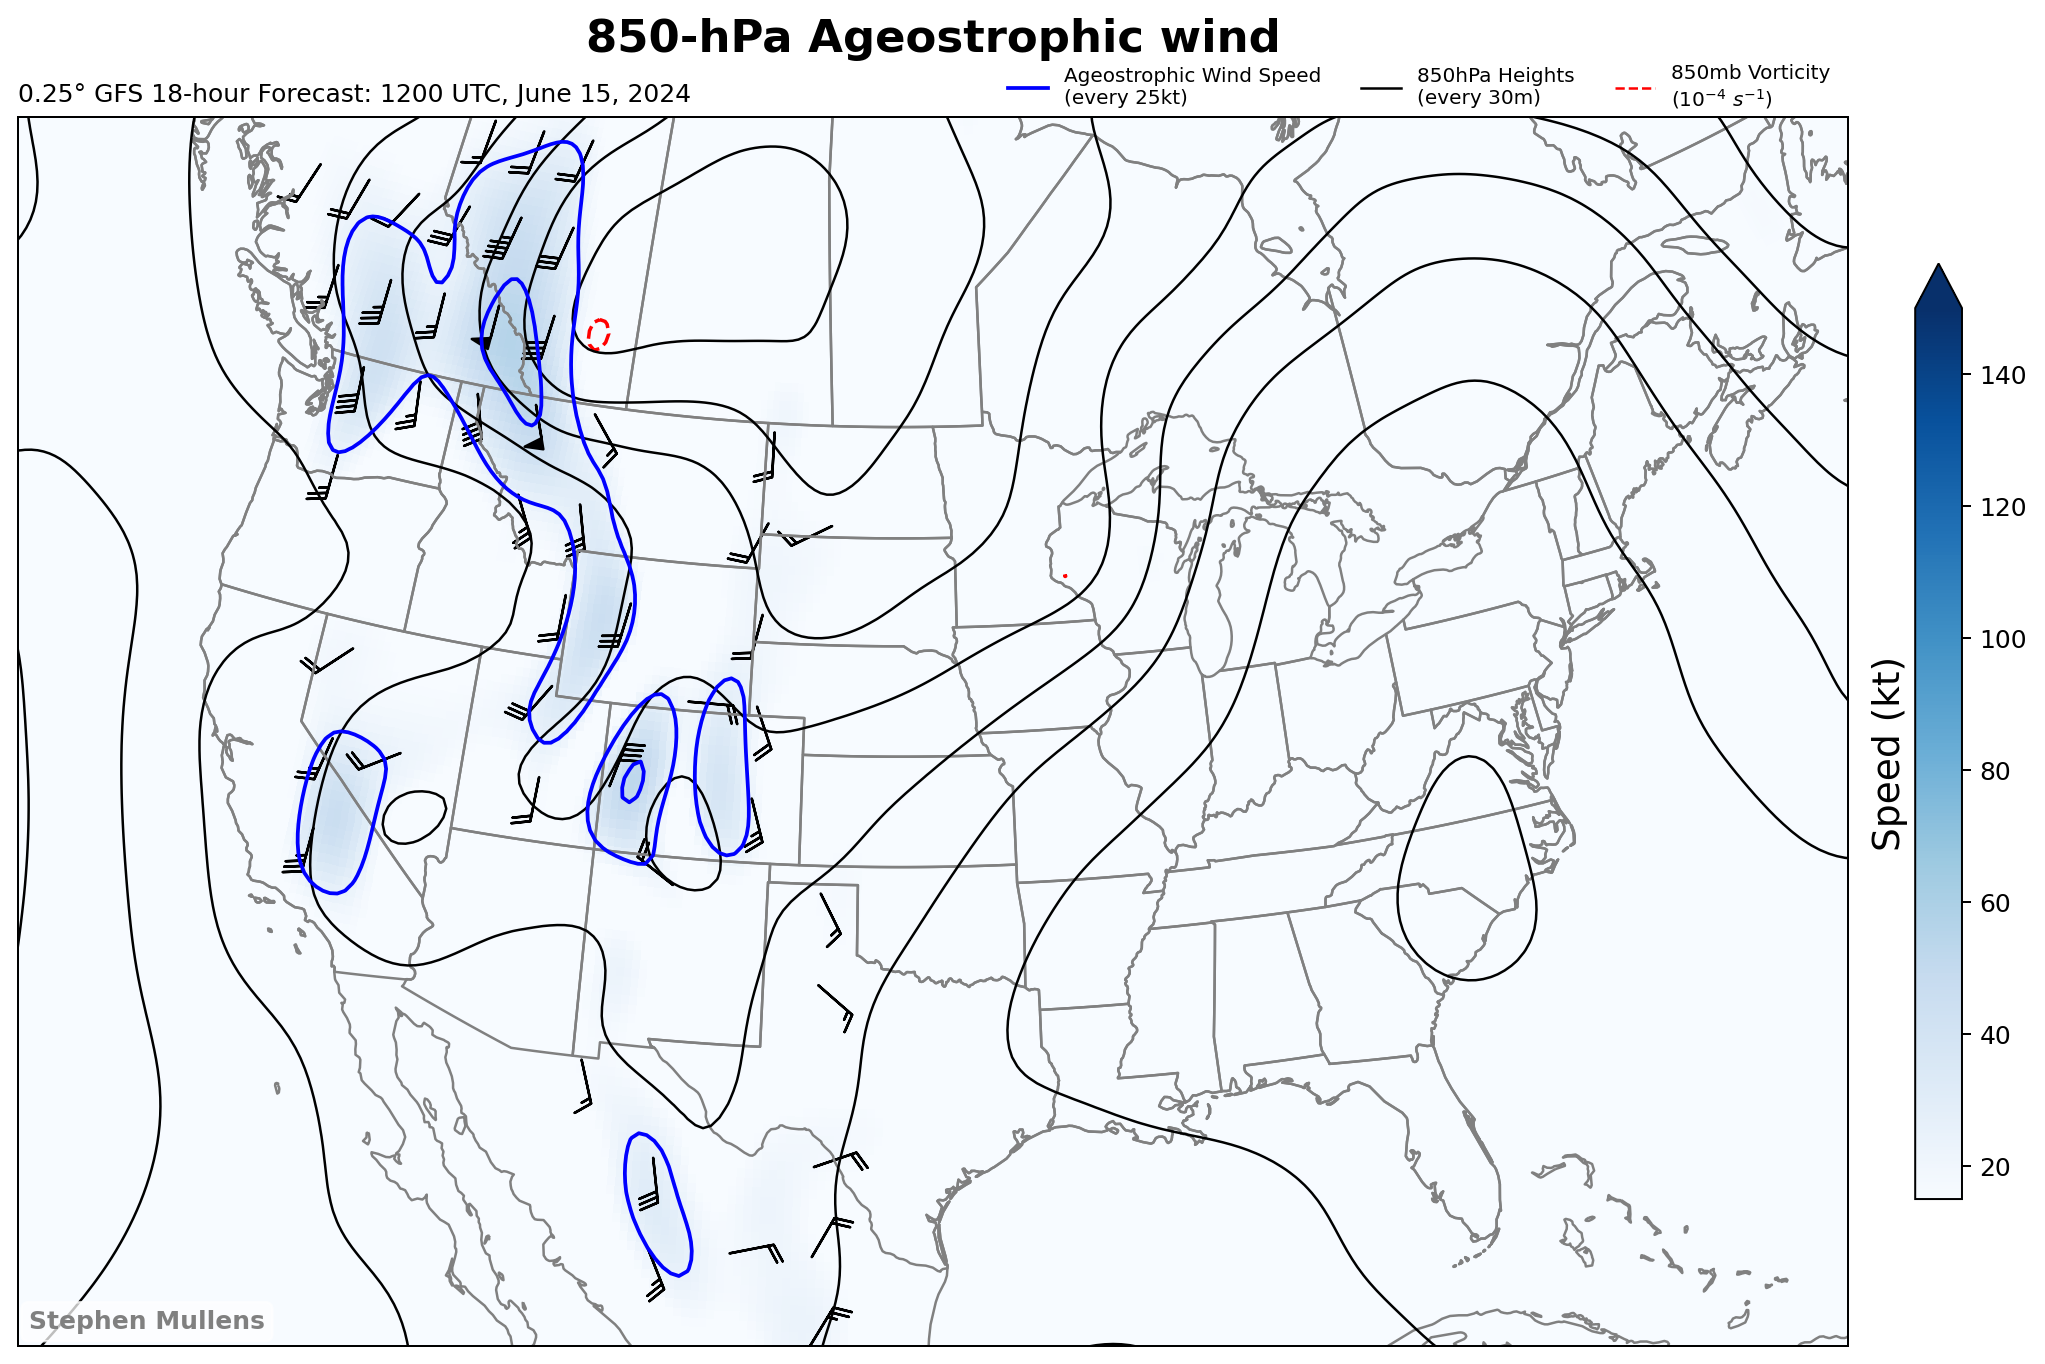 850-hPa Ageostrophic wind
0.25° GFS 18-hour Forecast: 1200 UTC, June 15, 2024
Ageostrophic Wind Speed
(every 25kt)
850hPa Heights
(every 30m)
850mb Vorticity
(10⁻⁴ s⁻¹)
140
120
100
80
60
40
20
Speed (kt)
Stephen Mullens